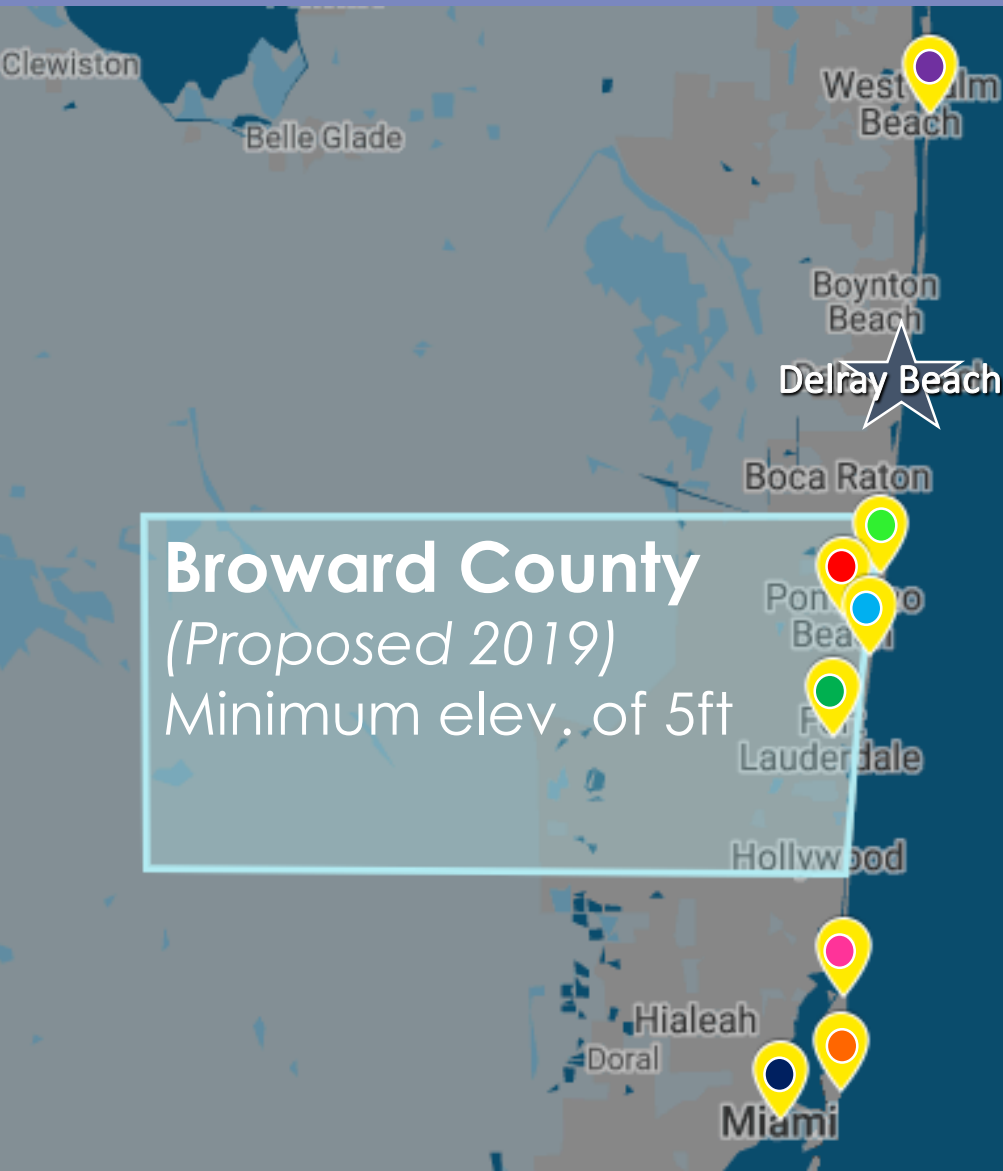 Clewiston
West
Beach
Belle Glade
Boynton
Beach
Delray Beach
Boca Raton
Broward County
(Proposed 2019)
Minimum elev. of 5ft
Lauderdale
Hollywood
Hialeah
Doral
Miami